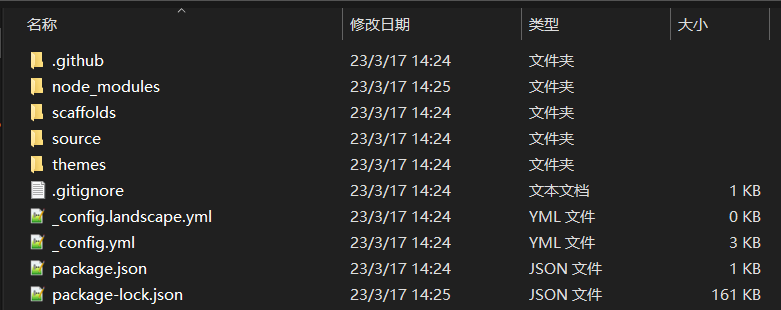 名称 修改日期 类型 大小
.github 23/3/17 14:24 文件夹
node_modules 23/3/17 14:25 文件夹
scaffolds 23/3/17 14:24 文件夹
source 23/3/17 14:24 文件夹
themes 23/3/17 14:24 文件夹
.gitignore 23/3/17 14:24 文本文档 1 KB
_config.landscape.yml 23/3/17 14:24 YML 文件 0 KB
_config.yml 23/3/17 14:24 YML 文件 3 KB
package.json 23/3/17 14:24 JSON 文件 1 KB
package-lock.json 23/3/17 14:25 JSON 文件 161 KB